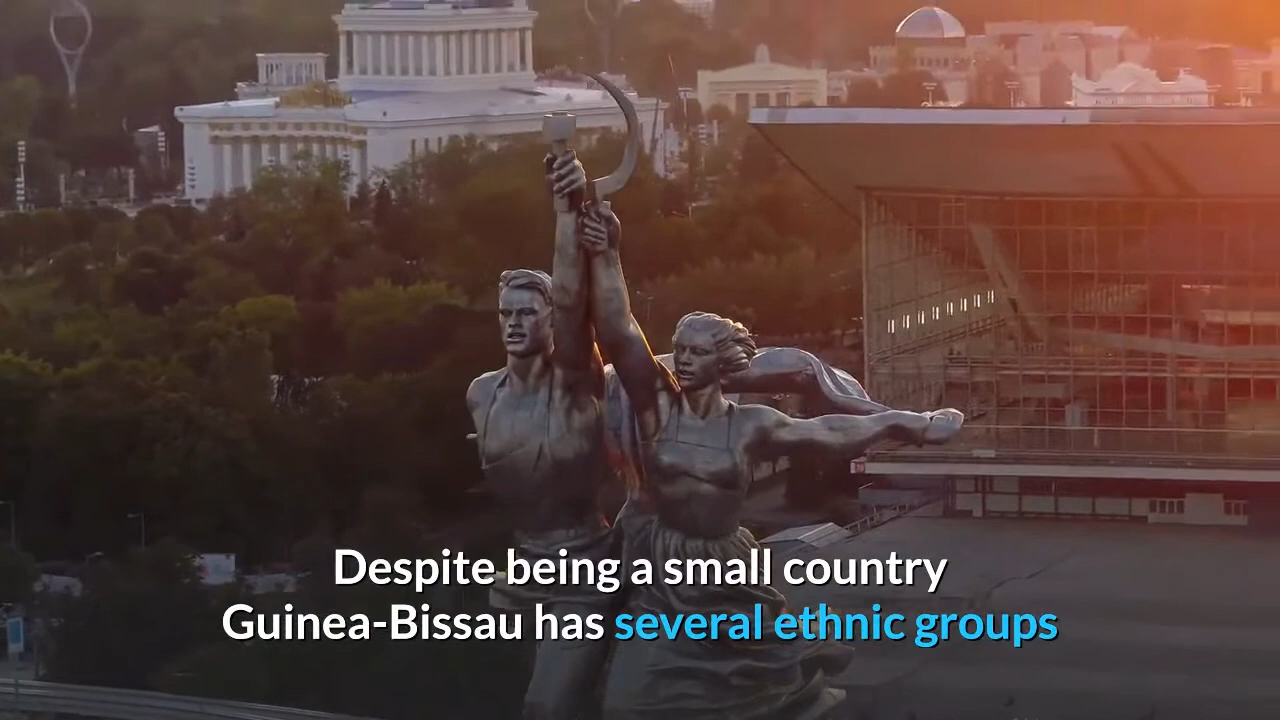 Despite being a small country
Guinea-Bissau has several ethnic groups